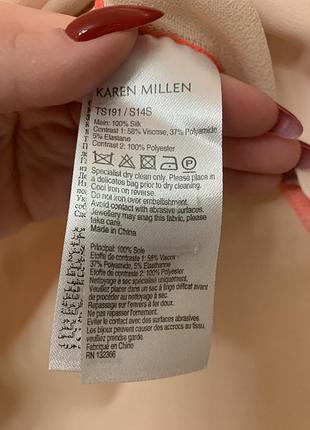 KAREN MILLEN
TS191 / S14S
Main: 100% Silk
Contrast 1: 58% Viscose, 37% Polyamide
5% Elastane
Contrast 2: 100% Polyester
Specialist dry clean only. Please place in
a delicates bag prior to dry cleaning.
Cool iron on reverse.
Do not iron over embellishment.
Avoid contact with abrasive surfaces.
Jewellery may snag this fabric, please
take care.
Made in China
Principal: 100% Soie
Etoffe de contraste 1: 58% Viscose
37% Polyamide, 5% Elasthanne
Etoffe de contraste 2: 100% Polyester
Nettoyage à sec spécialisé uniquement.
Veuillez placer dans un sac à linge délicat avant
de procéder au nettoyage à sec.
Repassage sur l'envers à fer doux.
Ne pas repasser sur
Evitez le contact avec des surfaces abrasives.
Les bijoux peuvent causer des accrocs au tissu,
veuillez en prendre soin.
Fabriqué en Chine
RN 132366